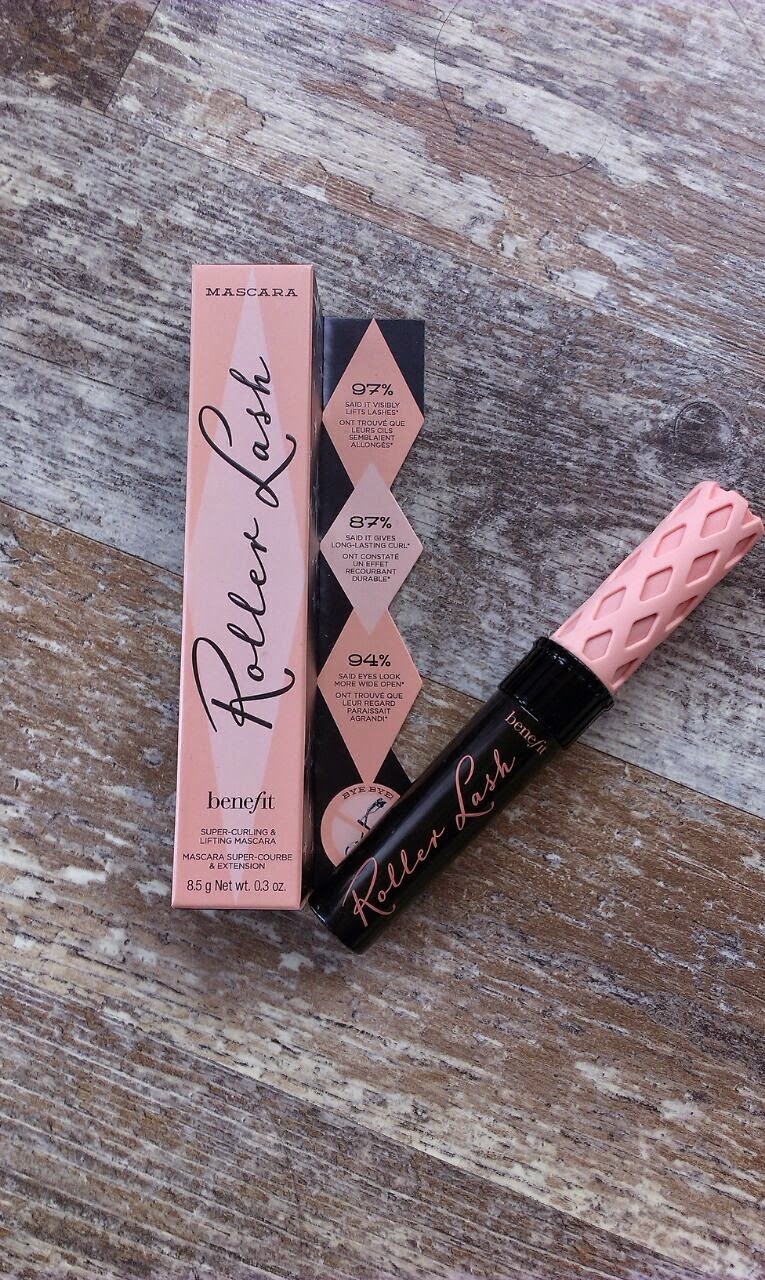 MASCARA
Roller Lash
benefit
SUPER-CURLING &
LIFTING MASCARA
MASCARA SUPER-COURBE
& EXTENSION
8.5 g Net wt. 0.3 oz.
97%
SAID IT VISIBLY
LIFTS LASHES*
ONT TROUVÉ QUE
LEURS CILS
SEMBLAIENT
ALLONGÉS*
87%
SAID IT GIVES
LONG-LASTING CURL*
ONT CONSTATÉ
UN EFFET
RECOURBANT
DURABLE*
94%
SAID EYES LOOK
MORE WIDE OPEN*
ONT TROUVÉ QUE
LEUR REGARD
PARAISSAIT
AGRANDI*
BYE BYE
benefit
Roller Lash